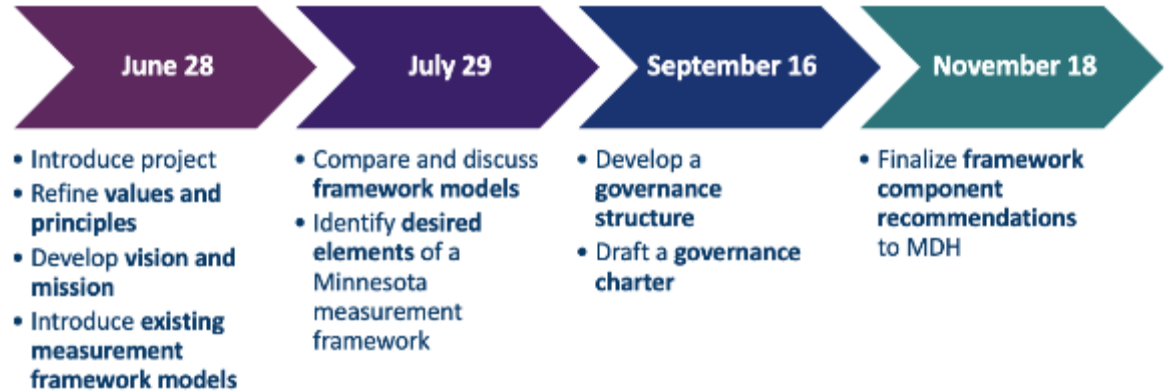 June 28
• Introduce project
• Refine values and
principles
• Develop vision and
mission
• Introduce existing
measurement
framework models
July 29
• Compare and discuss
framework models
• Identify desired
elements of a
Minnesota
measurement
framework
September 16
• Develop a
governance
structure
• Draft a governance
charter
November 18
• Finalize framework
component
recommendations
to MDH